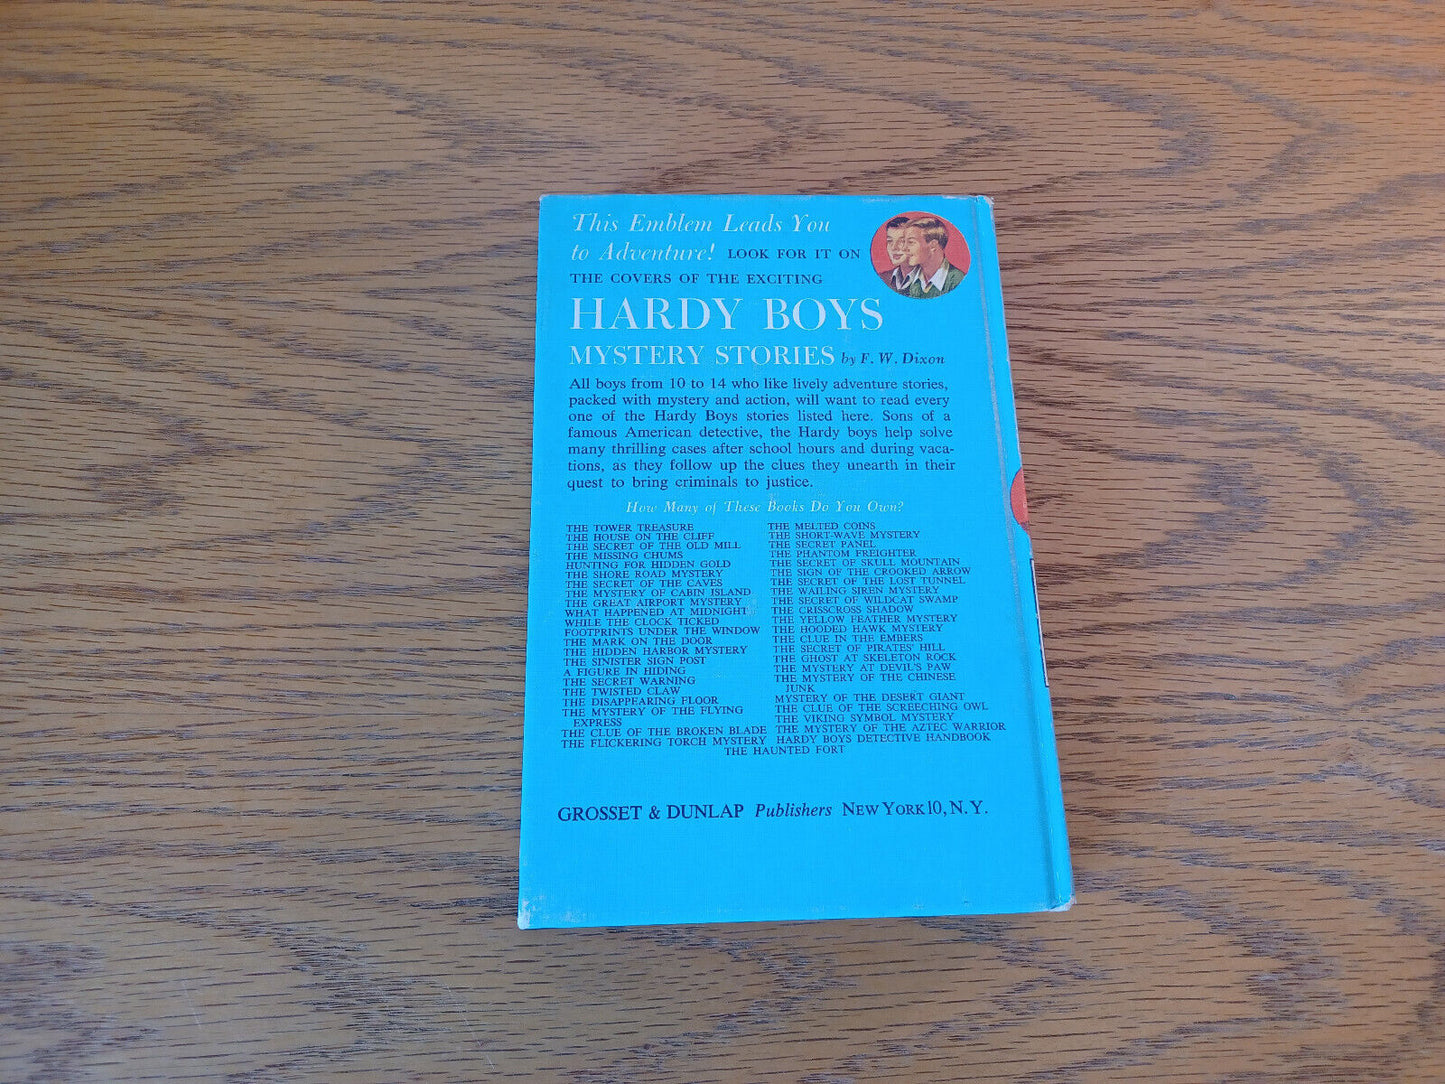 This Emblem Leads You
to Adventure! LOOK FOR IT ON
THE COVERS OF THE EXCITING
HARDY BOYS
MYSTERY STORIES by F. W. Dixon
All boys from 10 to 14 who like lively adventure stories,
packed with mystery and action, will want to read every
one of the Hardy Boys stories listed here. Sons of a
famous American detective, the Hardy boys help solve
many thrilling cases after school hours and during vaca-
tions, as they follow up the clues they unearth in their
quest to bring criminals to justice.
How Many of These Books Do You Own?
THE TOWER TREASURE
THE HOUSE ON THE CLIFF
THE SECRET OF THE OLD MILL
THE MISSING CHUMS
HUNTING FOR HIDDEN GOLD
THE SHORE ROAD MYSTERY
THE SECRET OF THE CAVES
THE MYSTERY OF CABIN ISLAND
THE GREAT AIRPORT MYSTERY
WHAT HAPPENED AT MIDNIGHT
WHILE THE CLOCK TICKED
FOOTPRINTS UNDER THE WINDOW
THE MARK ON THE DOOR
THE HIDDEN HARBOR MYSTERY
THE SINISTER SIGN POST
A FIGURE IN HIDING
THE SECRET WARNING
THE TWISTED CLAW
THE DISAPPEARING FLOOR
THE MYSTERY OF THE FLYING
EXPRESS
THE CLUE OF THE BROKEN BLADE
THE FLICKERING TORCH MYSTERY
THE MELTED COINS
THE SHORT-WAVE MYSTERY
THE SECRET PANEL
THE PHANTOM FREIGHTER
THE SECRET OF SKULL MOUNTAIN
THE SIGN OF THE CROOKED ARROW
THE SECRET OF THE LOST TUNNEL
THE WAILING SIREN MYSTERY
THE SECRET OF WILDCAT SWAMP
THE CRISSCROSS SHADOW
THE YELLOW FEATHER MYSTERY
THE HOODED HAWK MYSTERY
THE CLUE IN THE EMBERS
THE SECRET OF PIRATES' HILL
THE GHOST AT SKELETON ROCK
THE MYSTERY AT DEVIL'S PAW
THE MYSTERY OF THE CHINESE
JUNK
MYSTERY OF THE DESERT GIANT
THE CLUE OF THE SCREECHING OWL
THE VIKING SYMBOL MYSTERY
THE MYSTERY OF THE AZTEC WARRIOR
HARDY BOYS DETECTIVE HANDBOOK
THE HAUNTED FORT
GROSSET & DUNLAP Publishers NEW YORK 10, N. Y.